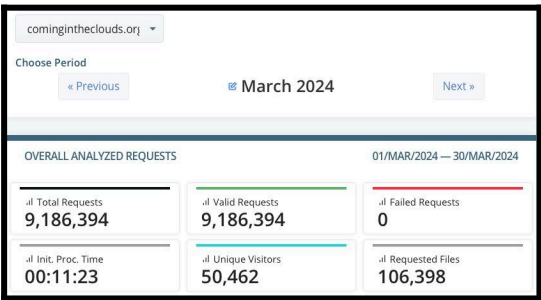 comingintheclouds.org
Choose Period
« Previous
March 2024
Next »
OVERALL ANALYZED REQUESTS
01/MAR/2024 — 30/MAR/2024
Total Requests
9,186,394
Valid Requests
9,186,394
Failed Requests
0
Init. Proc. Time
00:11:23
Unique Visitors
50,462
Requested Files
106,398